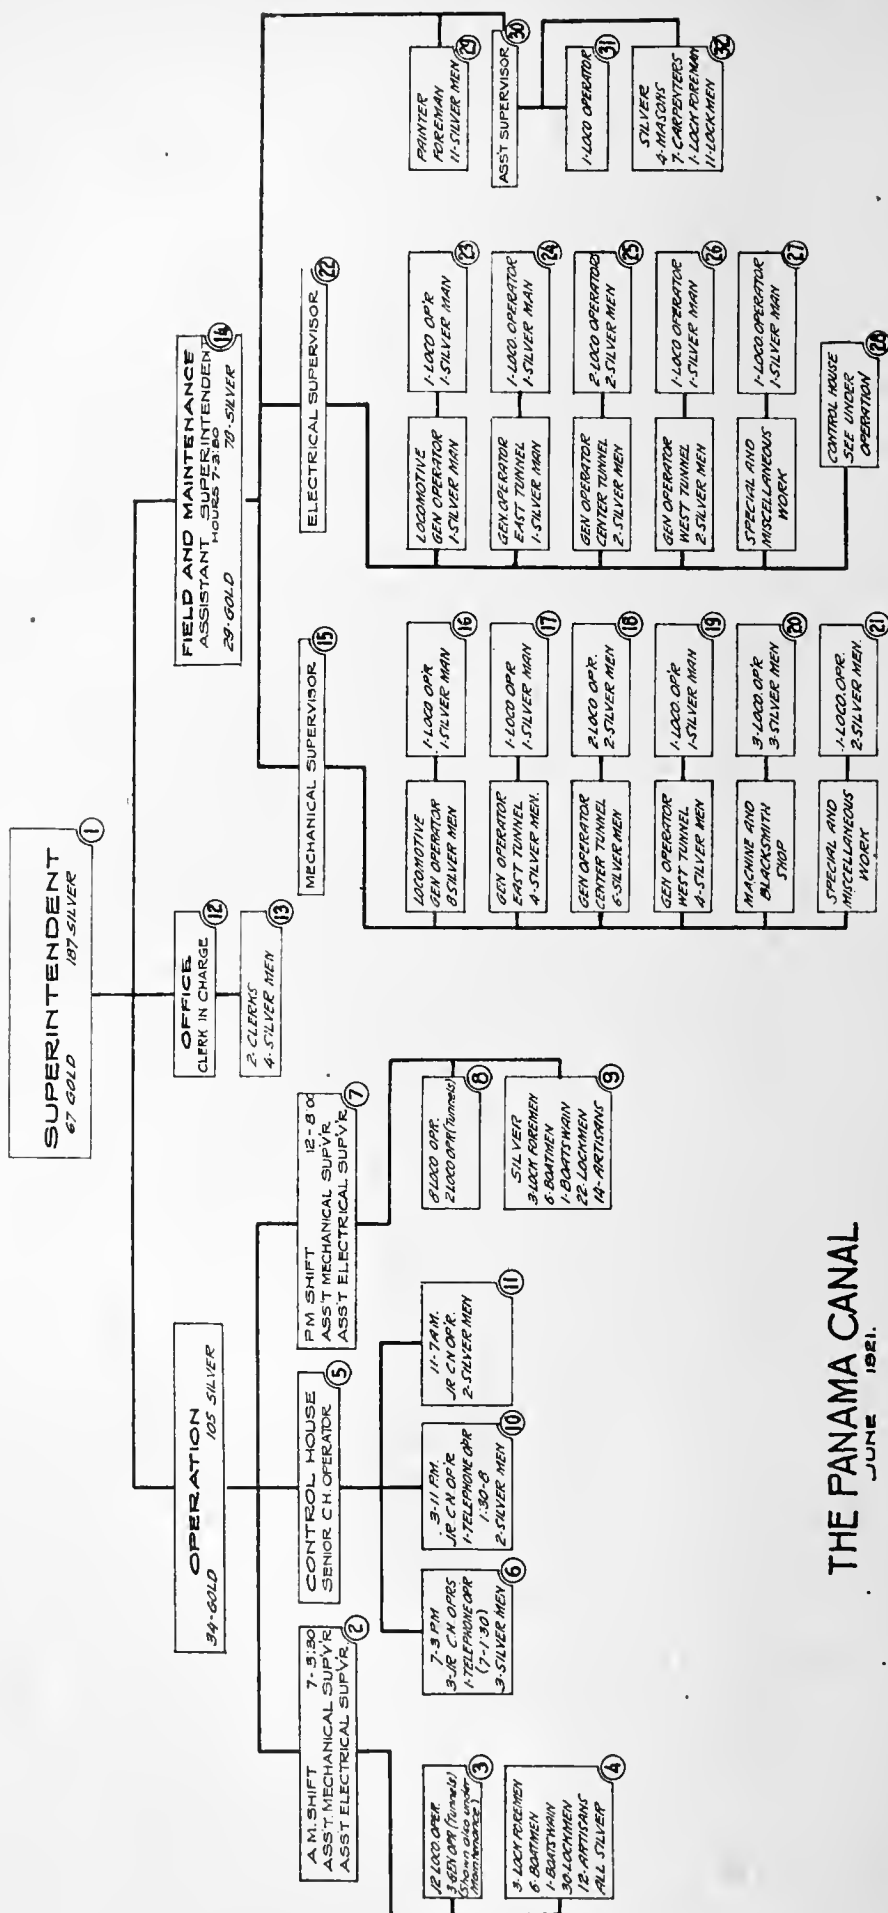 SUPERINTENDENT
67 GOLD 187 SILVER
1
OPERATION
34-GOLD 105 SILVER
A M. SHIFT 7-3:30
ASS'T. MECHANICAL SUP'V'R.
ASST ELECTRICAL SUP'V'R.
2
12 LOCO. OPER.
3-GEN OPR (Tunnels)
(Shown also under
Maintenance)
3
3-LOCK FOREMEN
6-BOATMEN
1-BOATSWAIN
30-LOCKMEN
12-ARTISANS
ALL SILVER
4
CONTROL HOUSE
SENIOR C.H. OPERATOR
5
7-3 PM
3-JR C.H. OPRS
1-TELEPHONE OPR
(7-1:30)
3-SILVER MEN
6
3-11 P.M.
JR C N OP'R
1-TELEPHONE OPR
1:30-8
2-SILVER MEN
10
11-7 A.M.
JR C N OP'R.
2-SILVER MEN
11
PM SHIFT 12-8:00
ASS'T MECHANICAL SUP'V'R
ASS'T ELECTRICAL SUP'V'R.
7
8 LOCO OPR.
2 LOCO OPR (Tunnels)
8
SILVER
3-LOCK FOREMEN
6-BOATMEN
1-BOATSWAIN
22-LOCKMEN
14-ARTISANS
9
OFFICE
CLERK IN CHARGE
12
2-CLERKS
4-SILVER MEN
13
FIELD AND MAINTENANCE
ASSISTANT SUPERINTENDENT
HOURS 7-3:30
29-GOLD 78-SILVER
14
MECHANICAL SUPERVISOR
15
LOCOMOTIVE
GEN OPERATOR
8 SILVER MEN
1-LOCO OP'R
1-SILVER MAN
16
GEN OPERATOR
EAST TUNNEL
4-SILVER MEN.
1-LOCO OPR
1-SILVER MAN
17
GEN OPERATOR
CENTER TUNNEL
6-SILVER MEN
2-LOCO OP'R.
2-SILVER MEN
18
GEN OPERATOR
WEST TUNNEL
4-SILVER MEN
1-LOCO. OP'R
1-SILVER MAN
19
MACHINE AND
BLACKSMITH
SHOP
3-LOCO. OP'R
3-SILVER MEN
20
SPECIAL AND
MISCELLANEOUS
WORK
1-LOCO. OPR.
2-SILVER MEN.
21
ELECTRICAL SUPERVISOR
22
LOCOMOTIVE
GEN OPERATOR
1-SILVER MAN
1-LOCO OP'R
1-SILVER MAN
23
GEN. OPERATOR
EAST TUNNEL
1-SILVER MAN
1-LOCO. OPERATOR
1-SILVER MAN
24
GEN OPERATOR
CENTER TUNNEL
2-SILVER MEN
2-LOCO OPERATORS
2-SILVER MEN
25
GEN OPERATOR
WEST TUNNEL
2-SILVER MEN
1-LOCO OPERATOR
1-SILVER MAN
26
SPECIAL AND
MISCELLANEOUS
WORK
1-LOCO. OPERATOR
1-SILVER MAN
27
CONTROL HOUSE
SEE UNDER
OPERATION
28
PAINTER
FOREMAN
11-SILVER MEN
29
ASS'T SUPERVISOR
30
1-LOCO OPERATOR
31
SILVER
4-MASONS
7-CARPENTERS
1-LOCK FOREMAN
11-LOCKMEN
32
THE PANAMA CANAL
JUNE 1921.